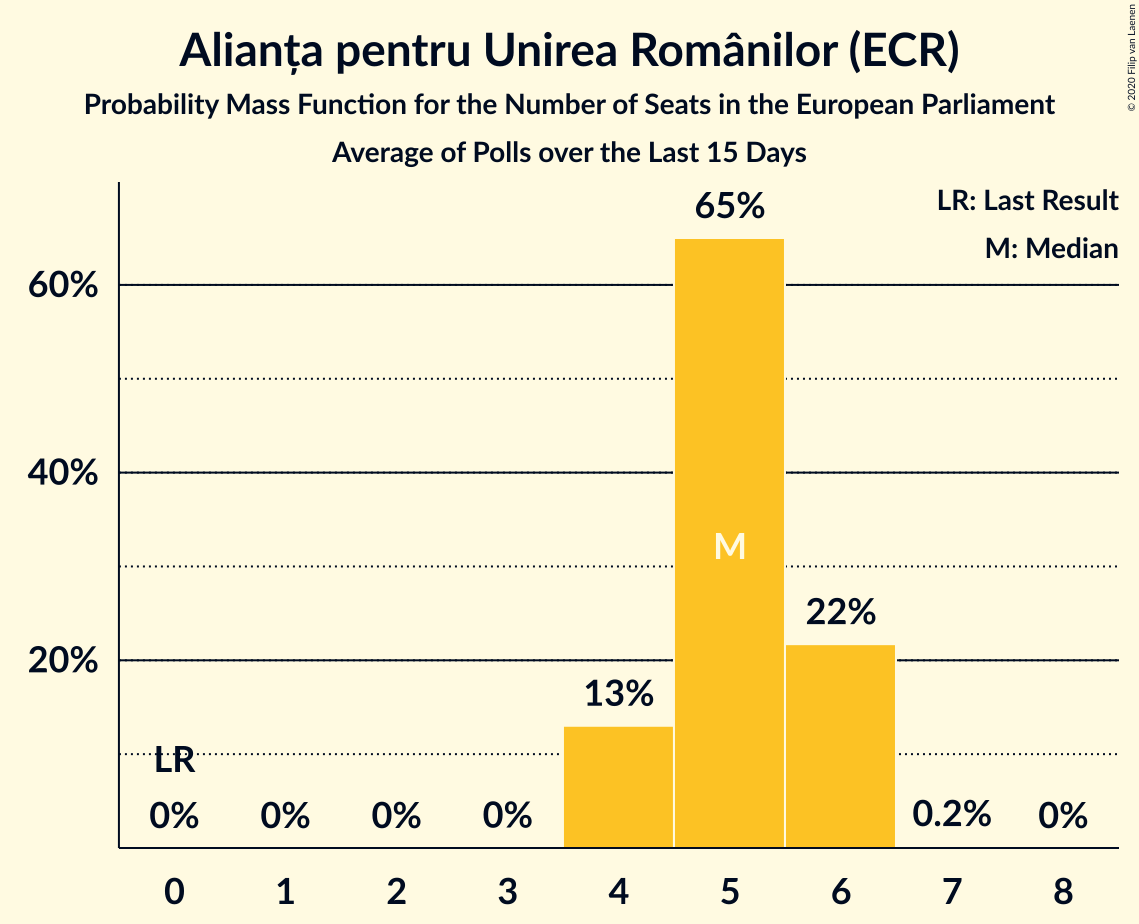 Alianța pentru Unirea Românilor (ECR)
Probability Mass Function for the Number of Seats in the European Parliament
Average of Polls over the Last 15 Days
© 2020 Filip van Laenen
LR: Last Result
M: Median
65%
60%
40%
M
22%
20%
13%
LR
0% 0% 0% 0% 0.2% 0%
0 1 2 3 4 5 6 7 8